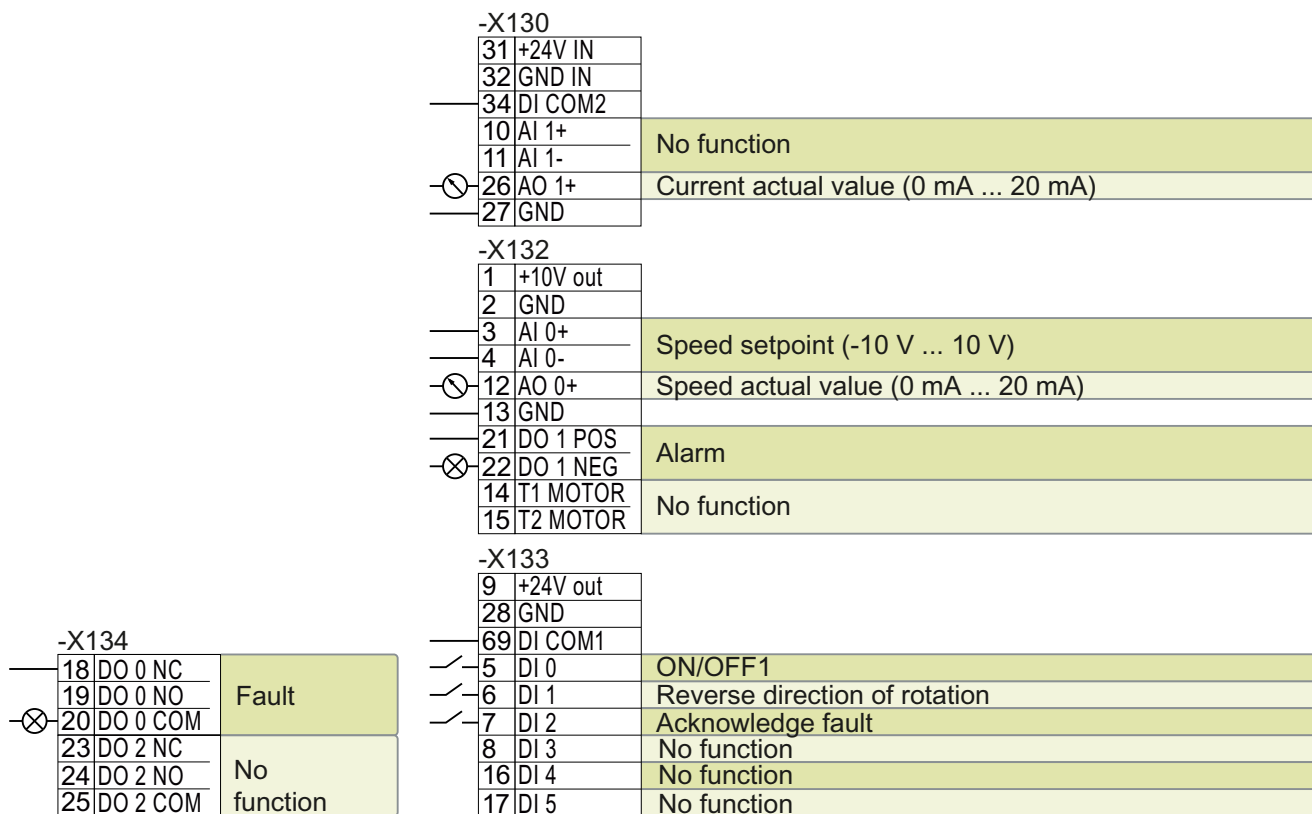 -X130
31 +24V IN
32 GND IN
34 DI COM2
10 AI 1+
11 AI 1-
No function
26 AO 1+ Current actual value (0 mA ... 20 mA)
27 GND
-X132
1 +10V out
2 GND
3 AI 0+
4 AI 0-
Speed setpoint (-10 V ... 10 V)
12 AO 0+ Speed actual value (0 mA ... 20 mA)
13 GND
21 DO 1 POS
22 DO 1 NEG
Alarm
14 T1 MOTOR
15 T2 MOTOR
No function
-X133
9 +24V out
28 GND
69 DI COM1
5 DI 0 ON/OFF1
6 DI 1 Reverse direction of rotation
7 DI 2 Acknowledge fault
8 DI 3 No function
16 DI 4 No function
17 DI 5 No function
-X134
18 DO 0 NC
19 DO 0 NO
20 DO 0 COM
Fault
23 DO 2 NC
24 DO 2 NO
25 DO 2 COM
No
function